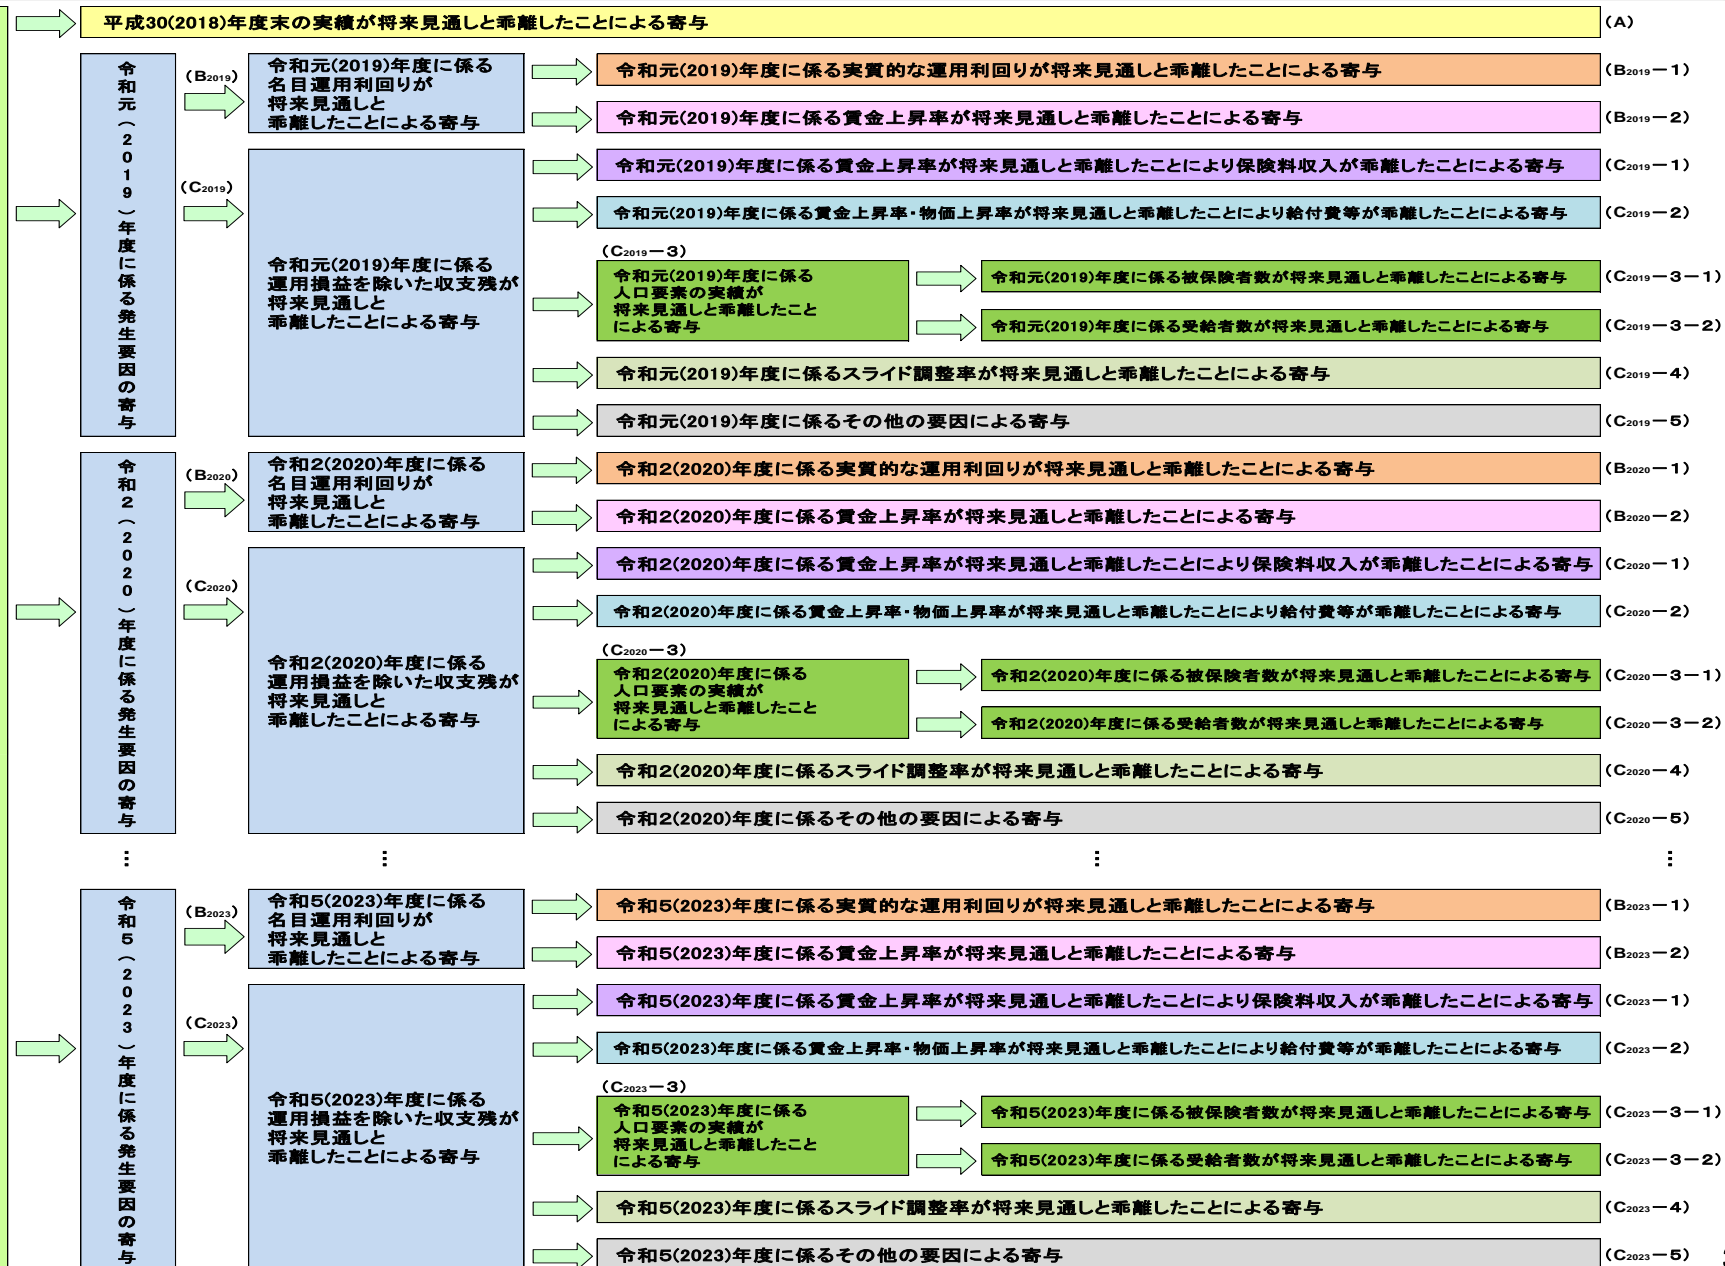 平成30(2018)年度末の実績が将来見通しと乖離したことによる寄与
(A)
令和元(2019)年度に係る発生要因の寄与
(B2019)
令和元(2019)年度に係る
名目運用利回りが
将来見通しと
乖離したことによる寄与
令和元(2019)年度に係る実質的な運用利回りが将来見通しと乖離したことによる寄与
(B2019-1)
令和元(2019)年度に係る賃金上昇率が将来見通しと乖離したことによる寄与
(B2019-2)
(C2019)
令和元(2019)年度に係る
運用損益を除いた収支残が
将来見通しと
乖離したことによる寄与
令和元(2019)年度に係る賃金上昇率が将来見通しと乖離したことにより保険料収入が乖離したことによる寄与
(C2019-1)
令和元(2019)年度に係る賃金上昇率・物価上昇率が将来見通しと乖離したことにより給付費等が乖離したことによる寄与
(C2019-2)
(C2019-3)
令和元(2019)年度に係る
人口要素の実績が
将来見通しと乖離したこと
による寄与
令和元(2019)年度に係る被保険者数が将来見通しと乖離したことによる寄与
(C2019-3-1)
令和元(2019)年度に係る受給者数が将来見通しと乖離したことによる寄与
(C2019-3-2)
令和元(2019)年度に係るスライド調整率が将来見通しと乖離したことによる寄与
(C2019-4)
令和元(2019)年度に係るその他の要因による寄与
(C2019-5)
令和2(2020)年度に係る発生要因の寄与
(B2020)
令和2(2020)年度に係る
名目運用利回りが
将来見通しと
乖離したことによる寄与
令和2(2020)年度に係る実質的な運用利回りが将来見通しと乖離したことによる寄与
(B2020-1)
令和2(2020)年度に係る賃金上昇率が将来見通しと乖離したことによる寄与
(B2020-2)
(C2020)
令和2(2020)年度に係る
運用損益を除いた収支残が
将来見通しと
乖離したことによる寄与
令和2(2020)年度に係る賃金上昇率が将来見通しと乖離したことにより保険料収入が乖離したことによる寄与
(C2020-1)
令和2(2020)年度に係る賃金上昇率・物価上昇率が将来見通しと乖離したことにより給付費等が乖離したことによる寄与
(C2020-2)
(C2020-3)
令和2(2020)年度に係る
人口要素の実績が
将来見通しと乖離したこと
による寄与
令和2(2020)年度に係る被保険者数が将来見通しと乖離したことによる寄与
(C2020-3-1)
令和2(2020)年度に係る受給者数が将来見通しと乖離したことによる寄与
(C2020-3-2)
令和2(2020)年度に係るスライド調整率が将来見通しと乖離したことによる寄与
(C2020-4)
令和2(2020)年度に係るその他の要因による寄与
(C2020-5)
… … … …
令和5(2023)年度に係る発生要因の寄与
(B2023)
令和5(2023)年度に係る
名目運用利回りが
将来見通しと
乖離したことによる寄与
令和5(2023)年度に係る実質的な運用利回りが将来見通しと乖離したことによる寄与
(B2023-1)
令和5(2023)年度に係る賃金上昇率が将来見通しと乖離したことによる寄与
(B2023-2)
(C2023)
令和5(2023)年度に係る
運用損益を除いた収支残が
将来見通しと
乖離したことによる寄与
令和5(2023)年度に係る賃金上昇率が将来見通しと乖離したことにより保険料収入が乖離したことによる寄与
(C2023-1)
令和5(2023)年度に係る賃金上昇率・物価上昇率が将来見通しと乖離したことにより給付費等が乖離したことによる寄与
(C2023-2)
(C2023-3)
令和5(2023)年度に係る
人口要素の実績が
将来見通しと乖離したこと
による寄与
令和5(2023)年度に係る被保険者数が将来見通しと乖離したことによる寄与
(C2023-3-1)
令和5(2023)年度に係る受給者数が将来見通しと乖離したことによる寄与
(C2023-3-2)
令和5(2023)年度に係るスライド調整率が将来見通しと乖離したことによる寄与
(C2023-4)
令和5(2023)年度に係るその他の要因による寄与
(C2023-5)